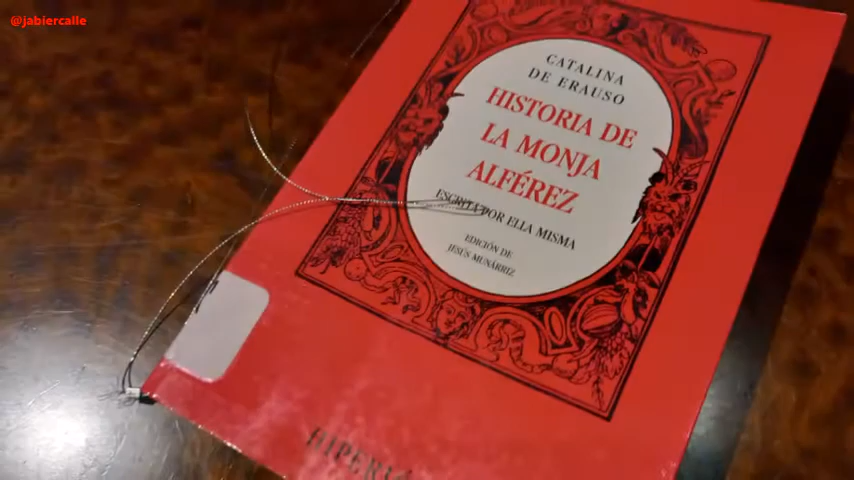 @jabiercalle
CATALINA
DE ERAUSO
HISTORIA DE
LA MONJA
ALFÉREZ
ESCRITA POR ELLA MISMA
EDICIÓN DE
JESÚS MUNÁRRIZ